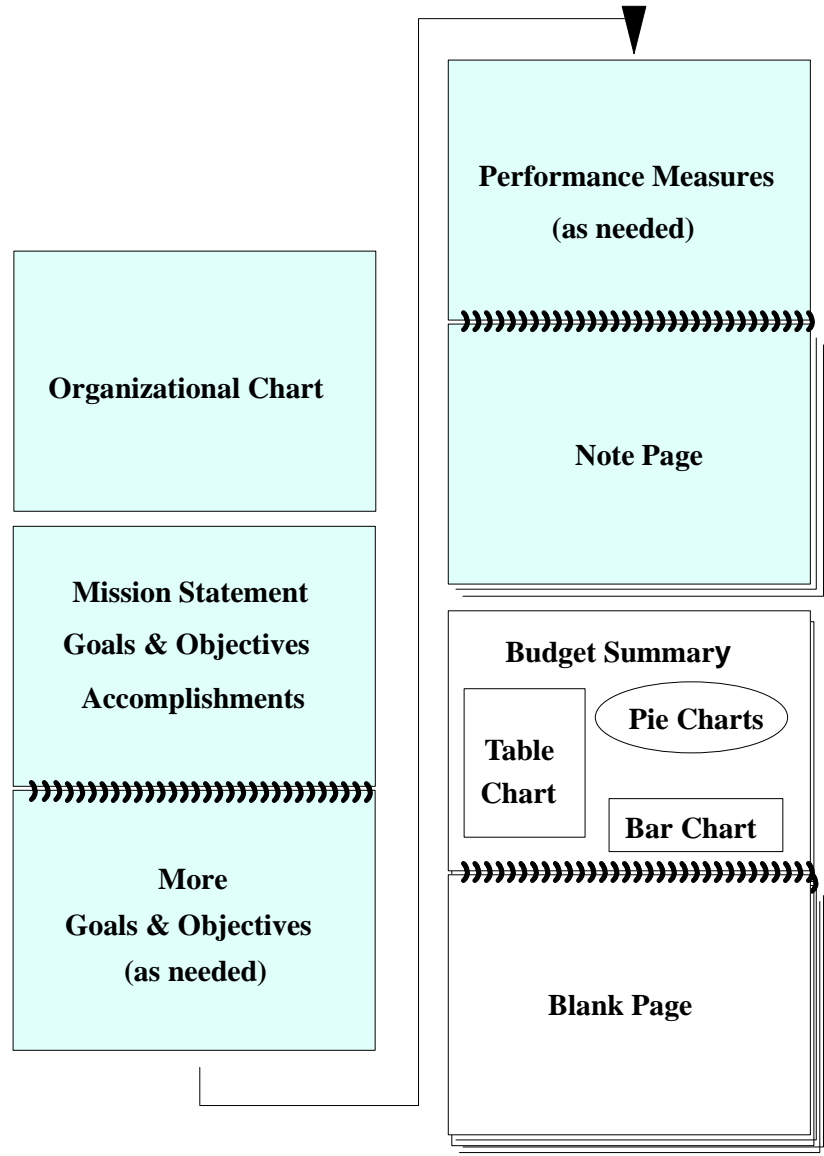 Organizational Chart
Mission Statement
Goals & Objectives
Accomplishments
More
Goals & Objectives
(as needed)
Performance Measures
(as needed)
Note Page
Budget Summary
Table
Chart
Pie Charts
Bar Chart
Blank Page